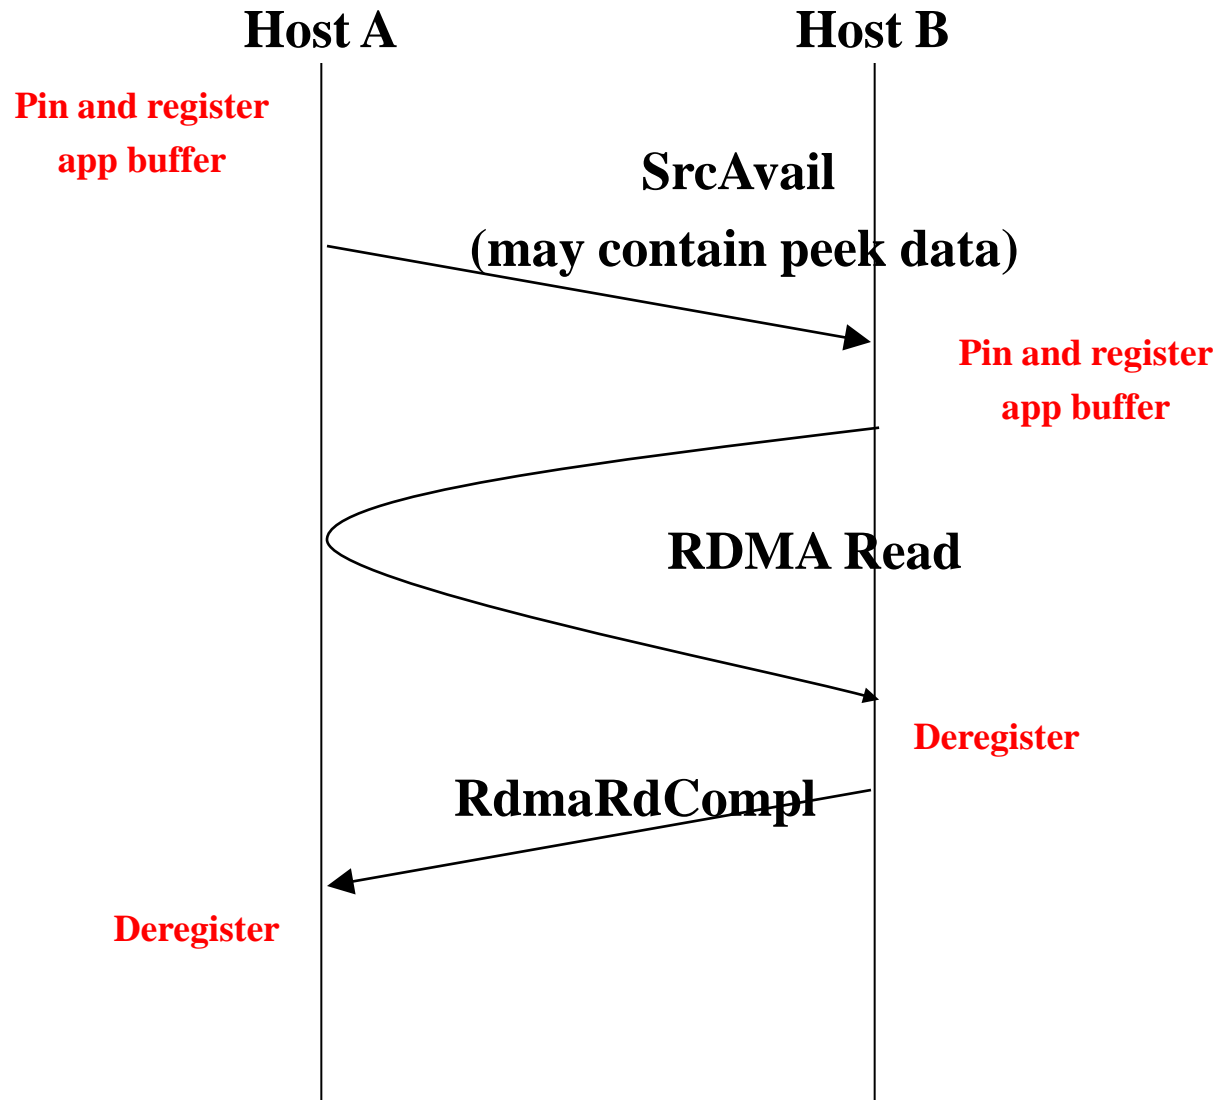 Host A
Host B
Pin and register
app buffer
SrcAvail
(may contain peek data)
Pin and register
app buffer
RDMA Read
Deregister
RdmaRdCompl
Deregister